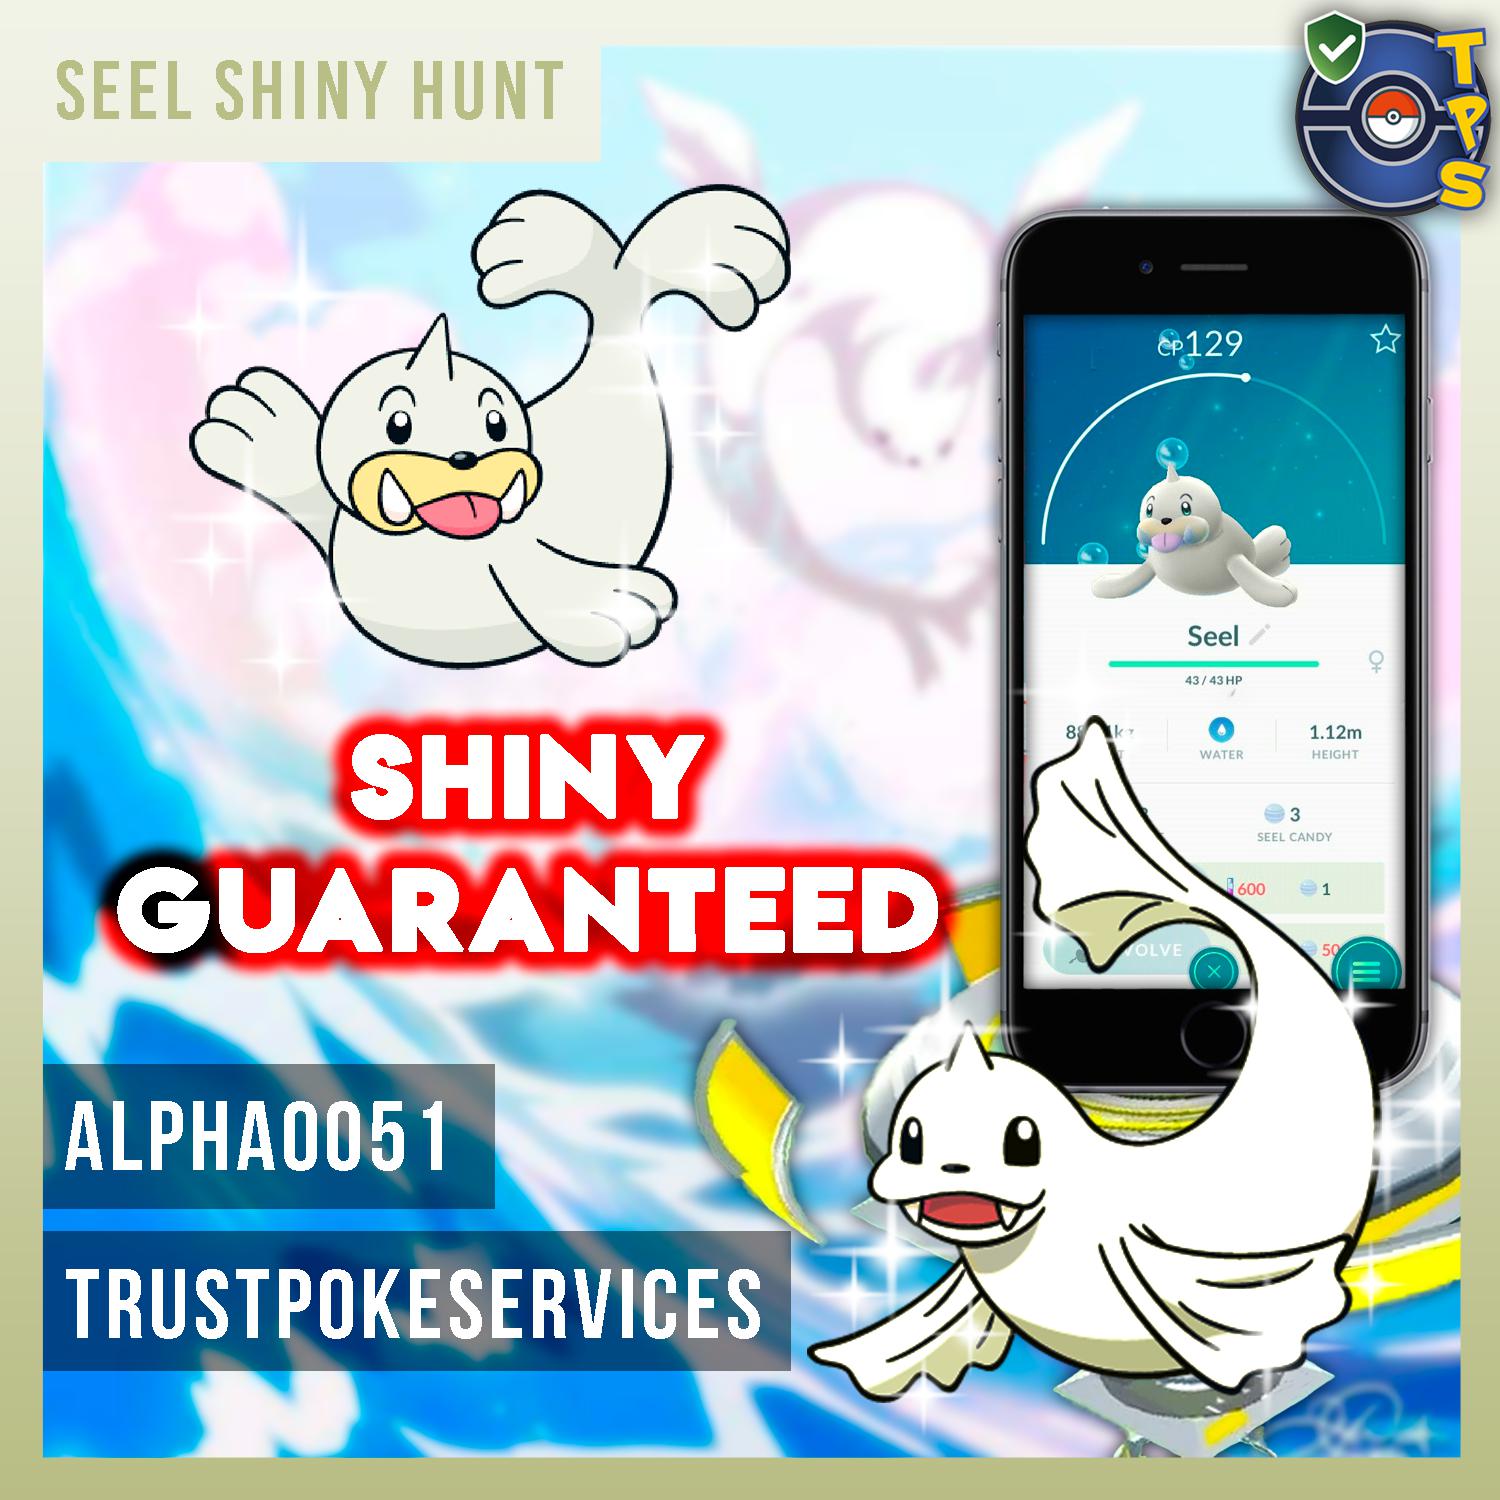 SEEL SHINY HUNT
TPS
CP129
Seel
43 / 43 HP
1.12m
WATER
HEIGHT
3
SEEL CANDY
600
1
50
SHINY
GUARANTEED
ALPHA0051
TRUSTPOKESERVICES